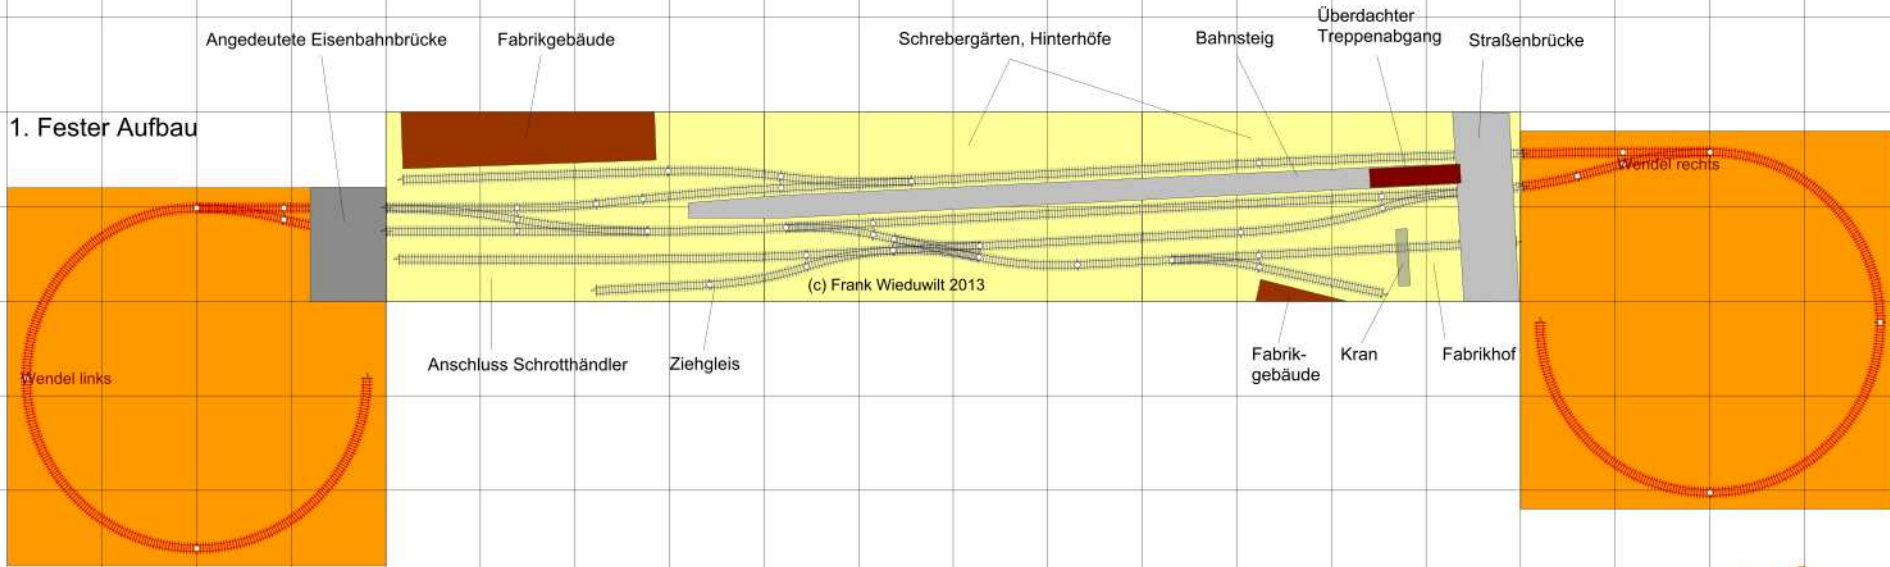 Überdachter
Treppenabgang
Angedeutete Eisenbahnbrücke
Fabrikgebäude
Schrebergärten, Hinterhöfe
Bahnsteig
Straßenbrücke
1. Fester Aufbau
Wendel rechts
(c) Frank Wieduwilt 2013
Wendel links
Anschluss Schrotthändler
Ziehgleis
Fabrik-
gebäude
Kran
Fabrikhof